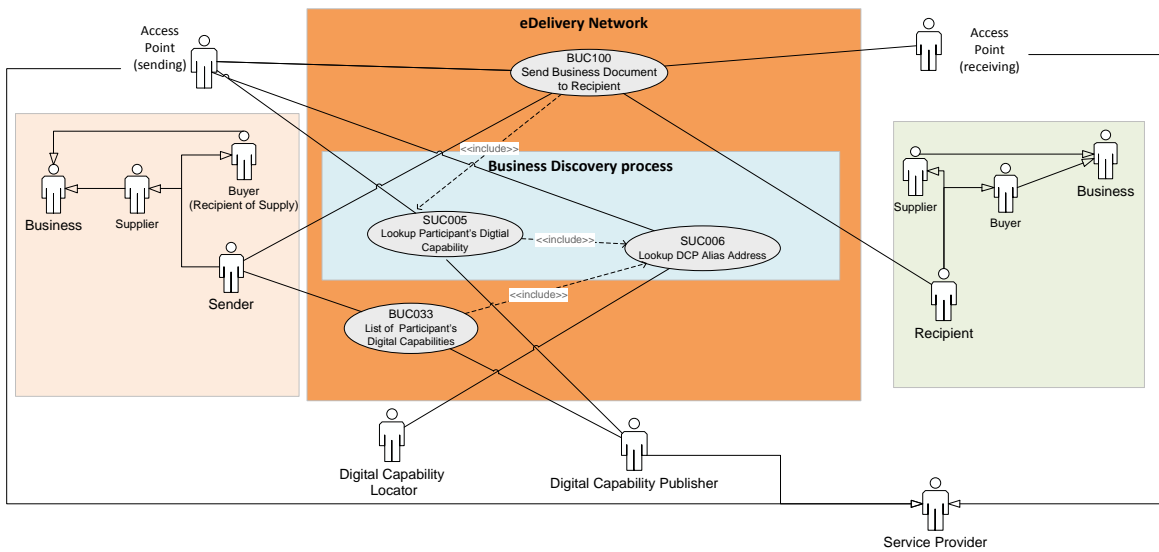 eDelivery Network
Access
Point
(sending)
Access
Point
(receiving)
BUC100
Send Business Document
to Recipient
<<include>>
Business Discovery process
Buyer
(Recipient of Supply)
Business
Supplier
Sender
SUC005
Lookup Participant's Digtial
Capability
<<include>>
SUC006
Lookup DCP Alias Address
<<include>>
BUC033
List of Participant's
Digital Capabilities
Supplier
Buyer
Business
Recipient
Digital Capability
Locator
Digital Capability Publisher
Service Provider